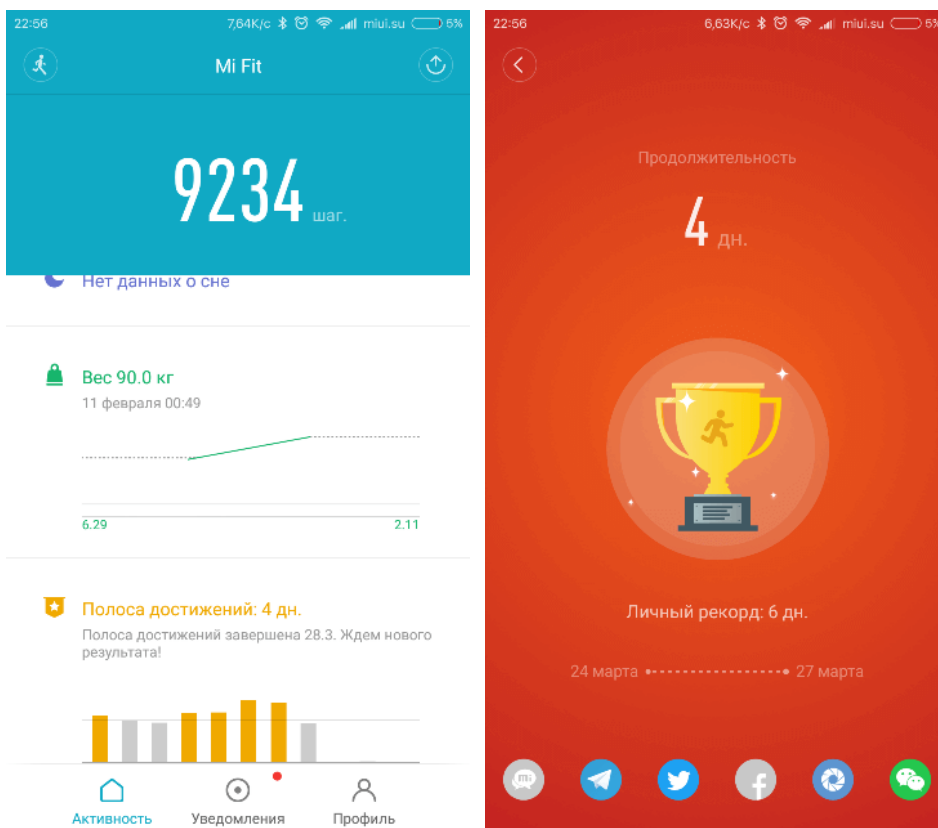 22:56
7,64K/c
miui.su
5%
Mi Fit
9234 шаг.
Нет данных о сне
Вес 90.0 кг
11 февраля 00:49
6.29
2.11
Полоса достижений: 4 дн.
Полоса достижений завершена 28.3. Ждем нового
результата!
Активность
Уведомления
Профиль
22:56
6,63K/c
miui.su
5%
Продолжительность
4 дн.
Личный рекорд: 6 дн.
24 марта
27 марта
mi